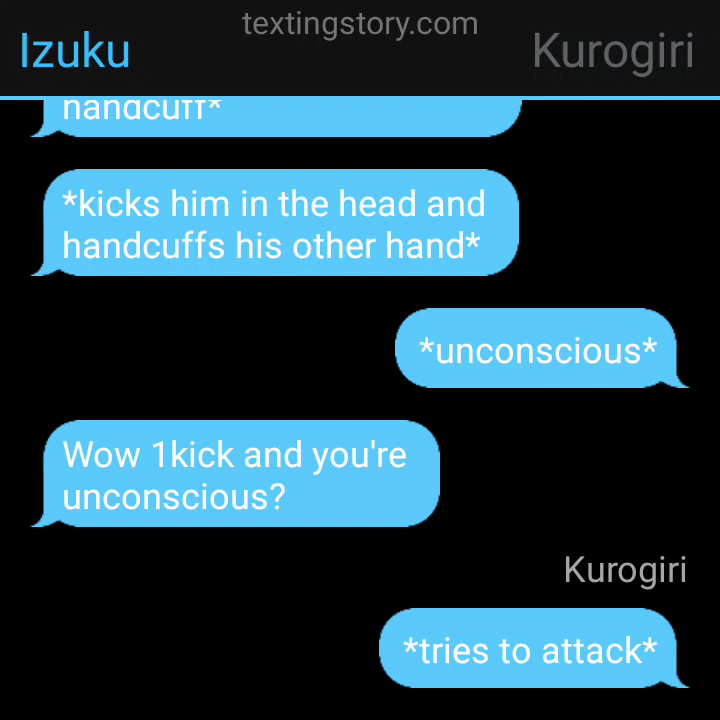 textingstory.com
Izuku
Kurogiri
handcuff*
*kicks him in the head and
handcuffs his other hand*
*unconscious*
Wow 1kick and you're
unconscious?
Kurogiri
*tries to attack*